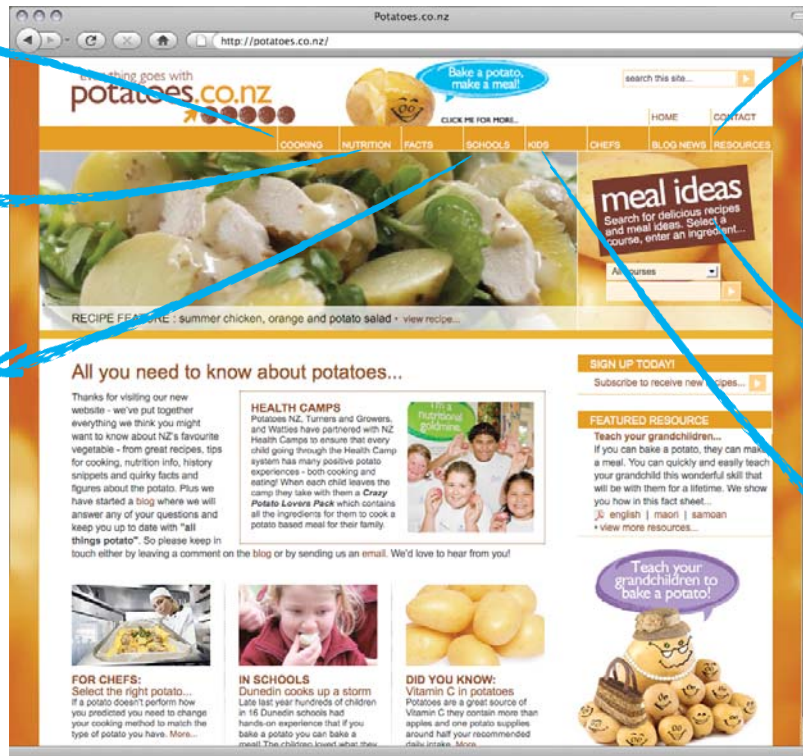 Potatoes.co.nz
http://potatoes.co.nz/
everything goes with
potatoes.co.nz
Bake a potato,
make a meal!
CLICK ME FOR MORE...
search this site...
HOME CONTACT
COOKING NUTRITION FACTS SCHOOLS KIDS CHEFS BLOG NEWS RESOURCES
meal ideas
Search for delicious recipes
and meal ideas. Select a
course, enter an ingredient...
All courses
RECIPE FEATURE : summer chicken, orange and potato salad • view recipe...
All you need to know about potatoes...
Thanks for visiting our new
website - we've put together
everything we think you might
want to know about NZ's favourite
vegetable - from great recipes, tips
for cooking, nutrition info, history
snippets and quirky facts and
figures about the potato. Plus we
have started a blog where we will
answer any of your questions and
keep you up to date with "all
things potato". So please keep in
touch either by leaving a comment on the blog or by sending us an email. We'd love to hear from you!
HEALTH CAMPS
Potatoes NZ, Turners and Growers,
and Watties have partnered with NZ
Health Camps to ensure that every
child going through the Health Camp
system has many positive potato
experiences - both cooking and
eating! When each child leaves the
camp they take with them a Crazy
Potato Lovers Pack which contains
all the ingredients for them to cook a
potato based meal for their family.
I'm a
nutritional
goldmine.
SIGN UP TODAY!
Subscribe to receive new recipes...
FEATURED RESOURCE
Teach your grandchildren...
If you can bake a potato, they can make
a meal. You can quickly and easily teach
your grandchild this wonderful skill that
will be with them for a lifetime. We show
you how in this fact sheet...
english | maori | samoan
• view more resources...
Teach your
grandchildren to
bake a potato!
FOR CHEFS:
Select the right potato...
If a potato doesn't perform how
you predicted you need to change
your cooking method to match the
type of potato you have. More...
IN SCHOOLS
Dunedin cooks up a storm
Late last year hundreds of children
in 16 Dunedin schools had
hands-on experience that if you
bake a potato you can bake a
meal! The children loved what they
DID YOU KNOW:
Vitamin C in potatoes
Potatoes are a great source of
Vitamin C they contain more than
apples and one potato supplies
around half your recommended
daily intake. More